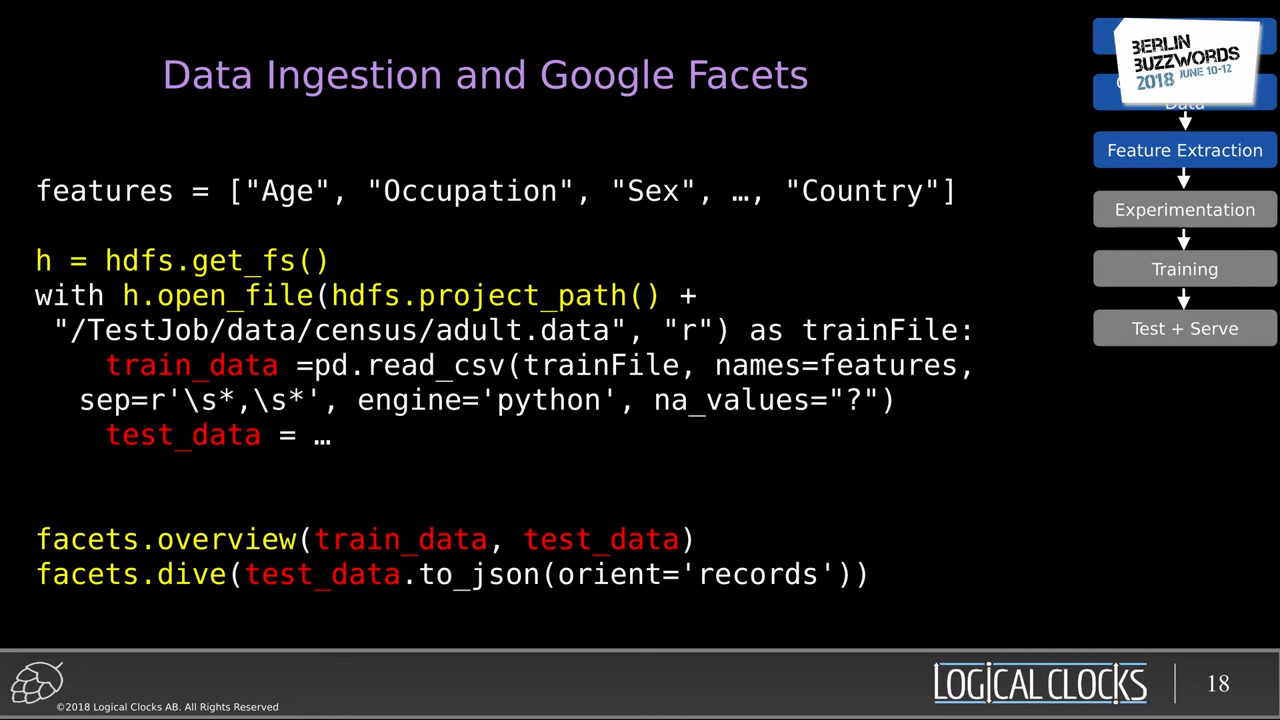 Data Ingestion and Google Facets
BERLIN
BUZZWORDS
2018 JUNE 10-12
Data
Feature Extraction
Experimentation
Training
Test + Serve
features = ["Age", "Occupation", "Sex", …, "Country"]
h = hdfs.get_fs()
with h.open_file(hdfs.project_path() +
"/TestJob/data/census/adult.data", "r") as trainFile:
train_data =pd.read_csv(trainFile, names=features,
sep=r'\s*,\s*', engine='python', na_values="?")
test_data = …
facets.overview(train_data, test_data)
facets.dive(test_data.to_json(orient='records'))
©2018 Logical Clocks AB. All Rights Reserved
LOGICAL CLOCKS
18